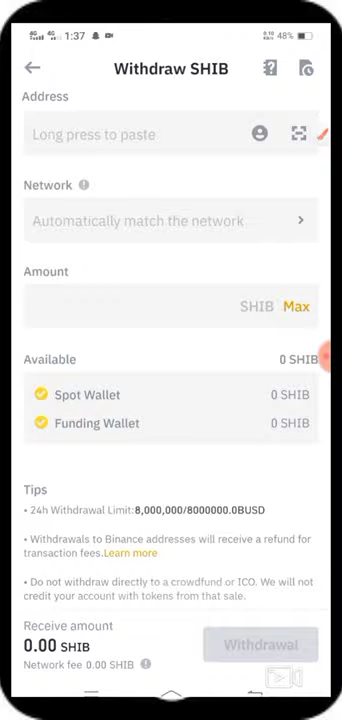 1:37
48%
Withdraw SHIB
Address
Long press to paste
Network
Automatically match the network
Amount
SHIB Max
Available 0 SHIB
Spot Wallet 0 SHIB
Funding Wallet 0 SHIB
Tips
• 24h Withdrawal Limit:8,000,000/8000000.0BUSD
• Withdrawals to Binance addresses will receive a refund for
transaction fees.Learn more
• Do not withdraw directly to a crowdfund or ICO. We will not
credit your account with tokens from that sale.
Receive amount
0.00 SHIB
Withdrawal
Network fee 0.00 SHIB